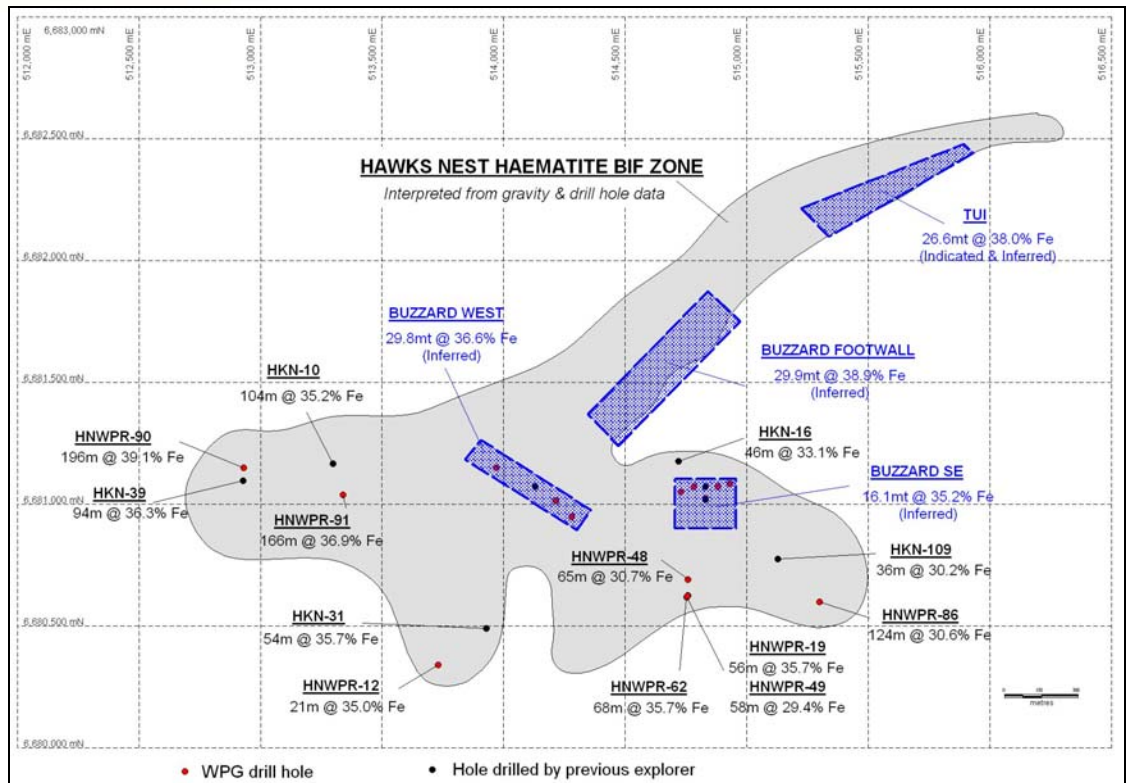 6,683,000 mN
512,000 mE
512,500 mE
513,000 mE
513,500 mE
514,000 mE
514,500 mE
515,000 mE
515,500 mE
516,000 mE
516,500 mE
6,682,500 mN
HAWKS NEST HAEMATITE BIF ZONE
Interpreted from gravity & drill hole data
TUI
26.6mt @ 38.0% Fe
(Indicated & Inferred)
6,682,000 mN
BUZZARD WEST
29.8mt @ 36.6% Fe
(Inferred)
BUZZARD FOOTWALL
29.9mt @ 38.9% Fe
(Inferred)
6,681,500 mN
HKN-10
104m @ 35.2% Fe
HNWPR-90
196m @ 39.1% Fe
HKN-39
94m @ 36.3% Fe
HKN-16
46m @ 33.1% Fe
BUZZARD SE
16.1mt @ 35.2% Fe
(Inferred)
6,681,000 mN
HNWPR-91
166m @ 36.9% Fe
HNWPR-48
65m @ 30.7% Fe
HKN-109
36m @ 30.2% Fe
HKN-31
54m @ 35.7% Fe
HNWPR-86
124m @ 30.6% Fe
6,680,500 mN
HNWPR-19
56m @ 35.7% Fe
HNWPR-12
21m @ 35.0% Fe
HNWPR-62
68m @ 35.7% Fe
HNWPR-49
58m @ 29.4% Fe
metres
6,680,000 mN
WPG drill hole
Hole drilled by previous explorer